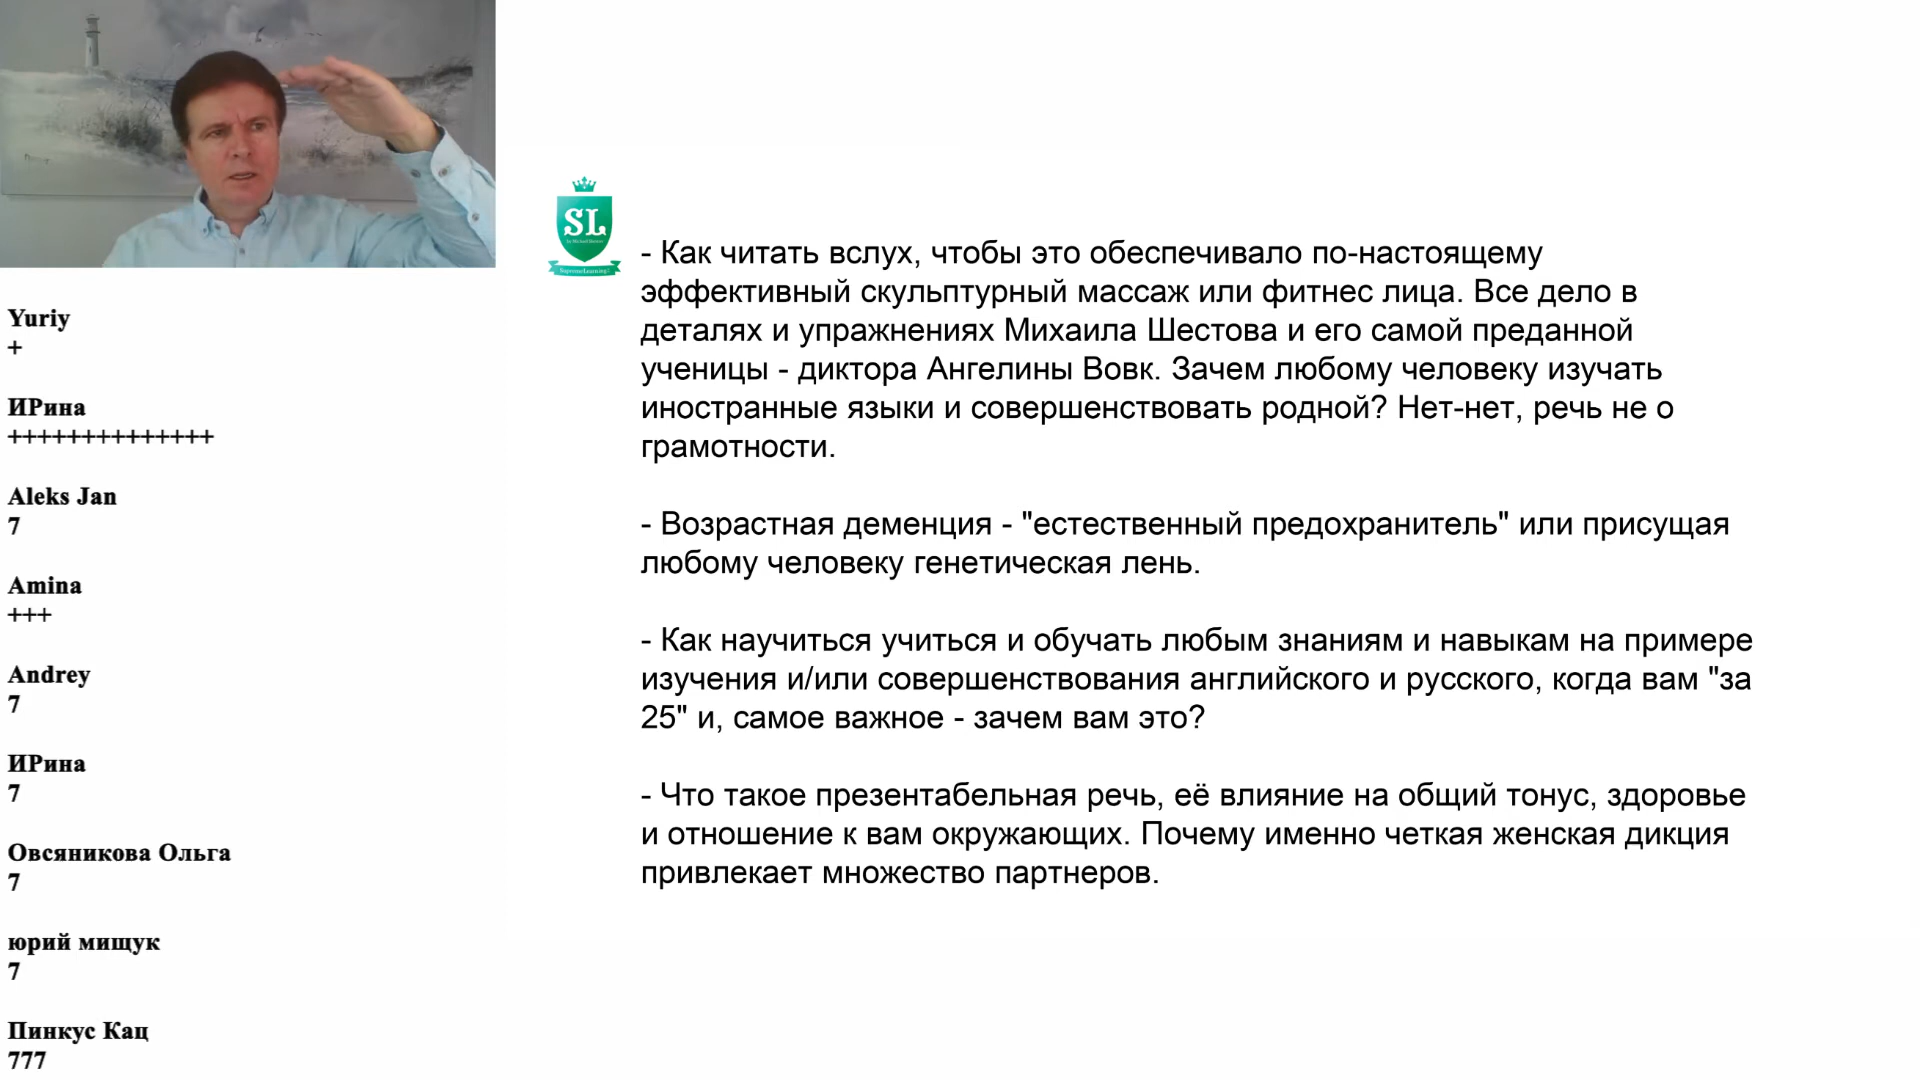 Yuriy
+
ИРина
++++++++++++++
Aleks Jan
7
Amina
+++
Andrey
7
ИРина
7
Овсяникова Ольга
7
юрий мищук
7
Пинкус Кац
777
SL
by Michael Shestov
SupremeLearning
- Как читать вслух, чтобы это обеспечивало по-настоящему
эффективный скульптурный массаж или фитнес лица. Все дело в
деталях и упражнениях Михаила Шестова и его самой преданной
ученицы - диктора Ангелины Вовк. Зачем любому человеку изучать
иностранные языки и совершенствовать родной? Нет-нет, речь не о
грамотности.
- Возрастная деменция - "естественный предохранитель" или присущая
любому человеку генетическая лень.
- Как научиться учиться и обучать любым знаниям и навыкам на примере
изучения и/или совершенствования английского и русского, когда вам "за
25" и, самое важное - зачем вам это?
- Что такое презентабельная речь, её влияние на общий тонус, здоровье
и отношение к вам окружающих. Почему именно четкая женская дикция
привлекает множество партнеров.